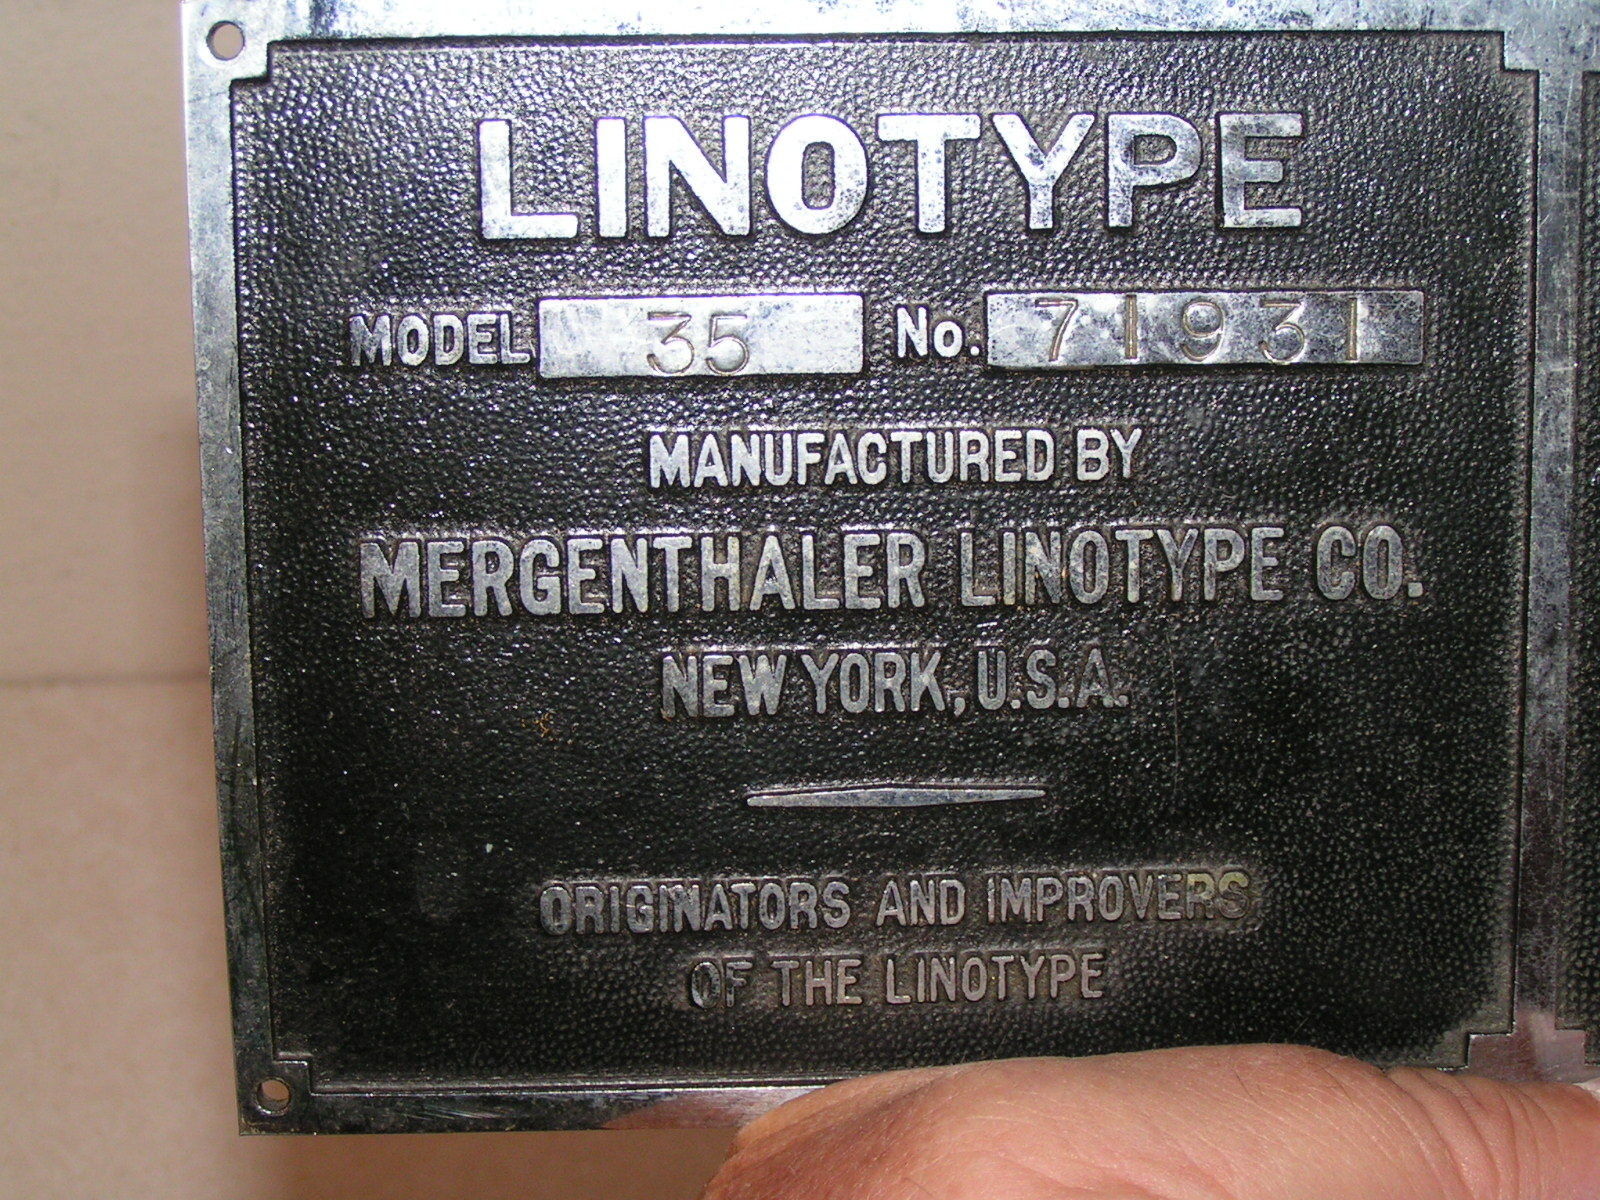 LINOTYPE
MODEL 35 No. 71931
MANUFACTURED BY
MERGENTHALER LINOTYPE CO.
NEW YORK, U.S.A.
ORIGINATORS AND IMPROVERS
OF THE LINOTYPE